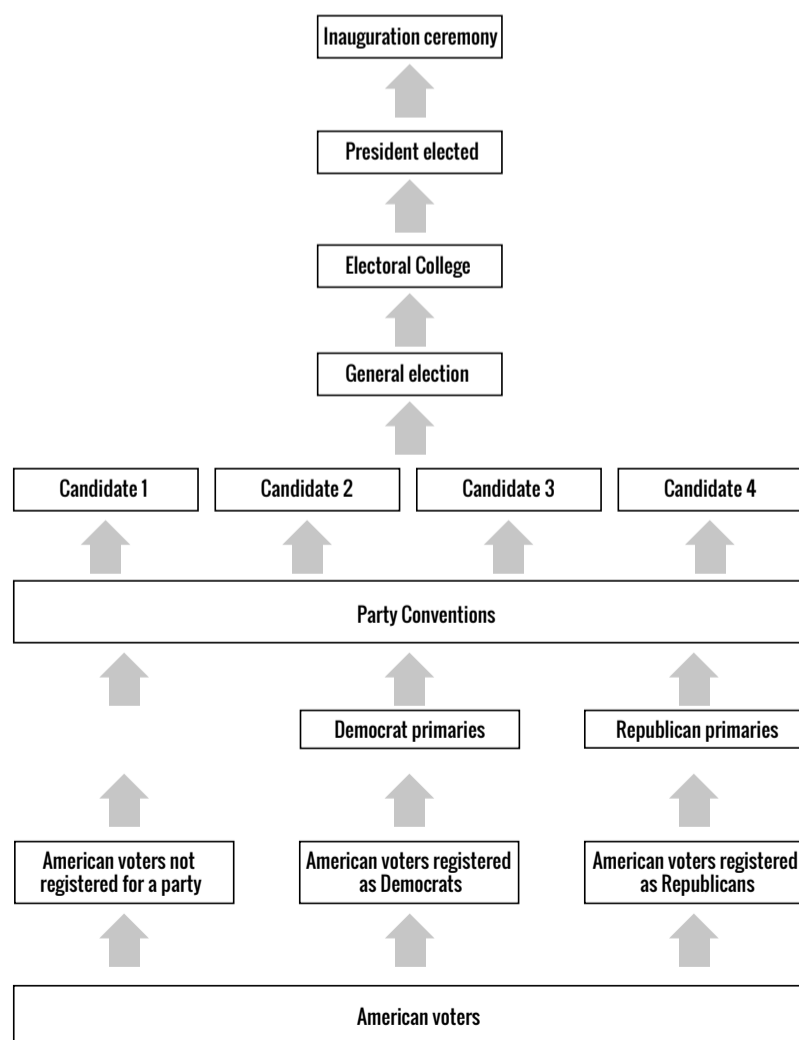 Inauguration ceremony
President elected
Electoral College
General election
Candidate 1
Candidate 2
Candidate 3
Candidate 4
Party Conventions
Democrat primaries
Republican primaries
American voters not
registered for a party
American voters registered
as Democrats
American voters registered
as Republicans
American voters